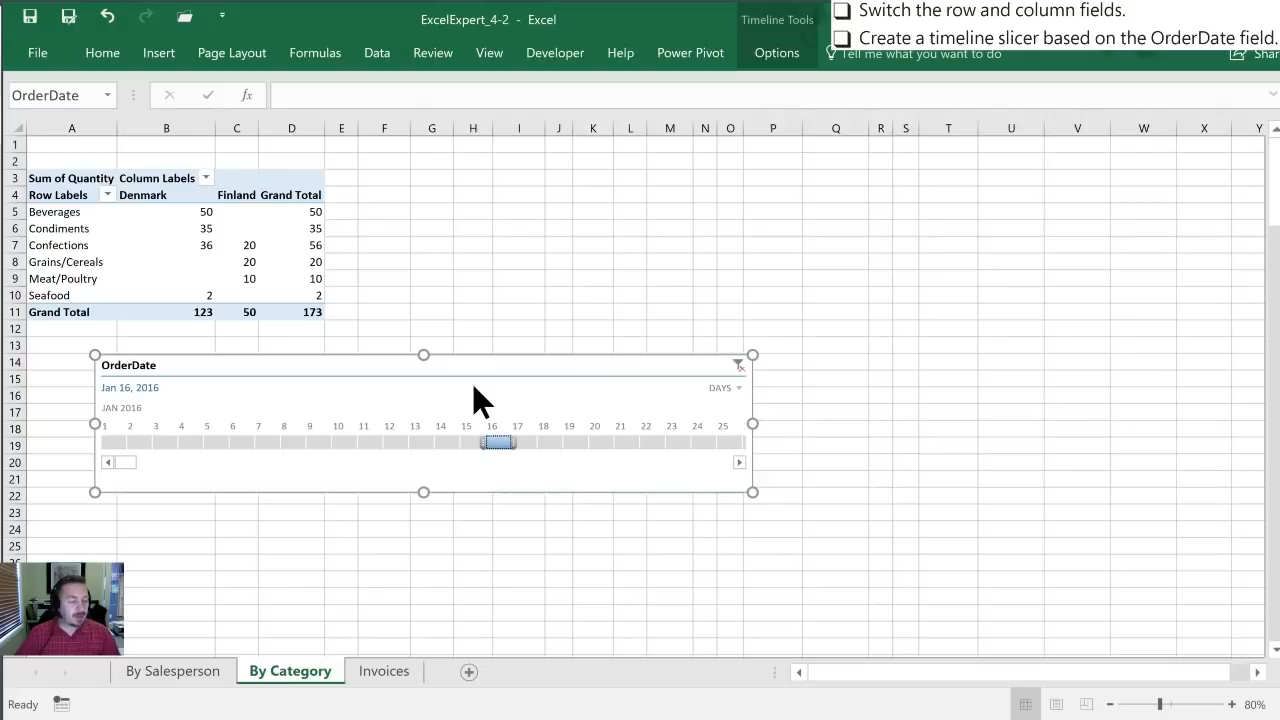 Switch the row and column fields.
Create a timeline slicer based on the OrderDate field.
ExcelExpert_4-2 - Excel
Timeline Tools
File Home Insert Page Layout Formulas Data Review View Developer Help Power Pivot Options Tell me what you want to do Shar
OrderDate fx
A B C D E F G H I J K L M N O P Q R S T U V W X Y
1
2
3 Sum of Quantity Column Labels
4 Row Labels Denmark Finland Grand Total
5 Beverages 50 50
6 Condiments 35 35
7 Confections 36 20 56
8 Grains/Cereals 20 20
9 Meat/Poultry 10 10
10 Seafood 2 2
11 Grand Total 123 50 173
12
13
14 OrderDate
15 Jan 16, 2016 DAYS
16
17 JAN 2016
18 1 2 3 4 5 6 7 8 9 10 11 12 13 14 15 16 17 18 19 20 21 22 23 24 25
19
20
21
22
23
24
25
By Salesperson By Category Invoices
Ready 80%